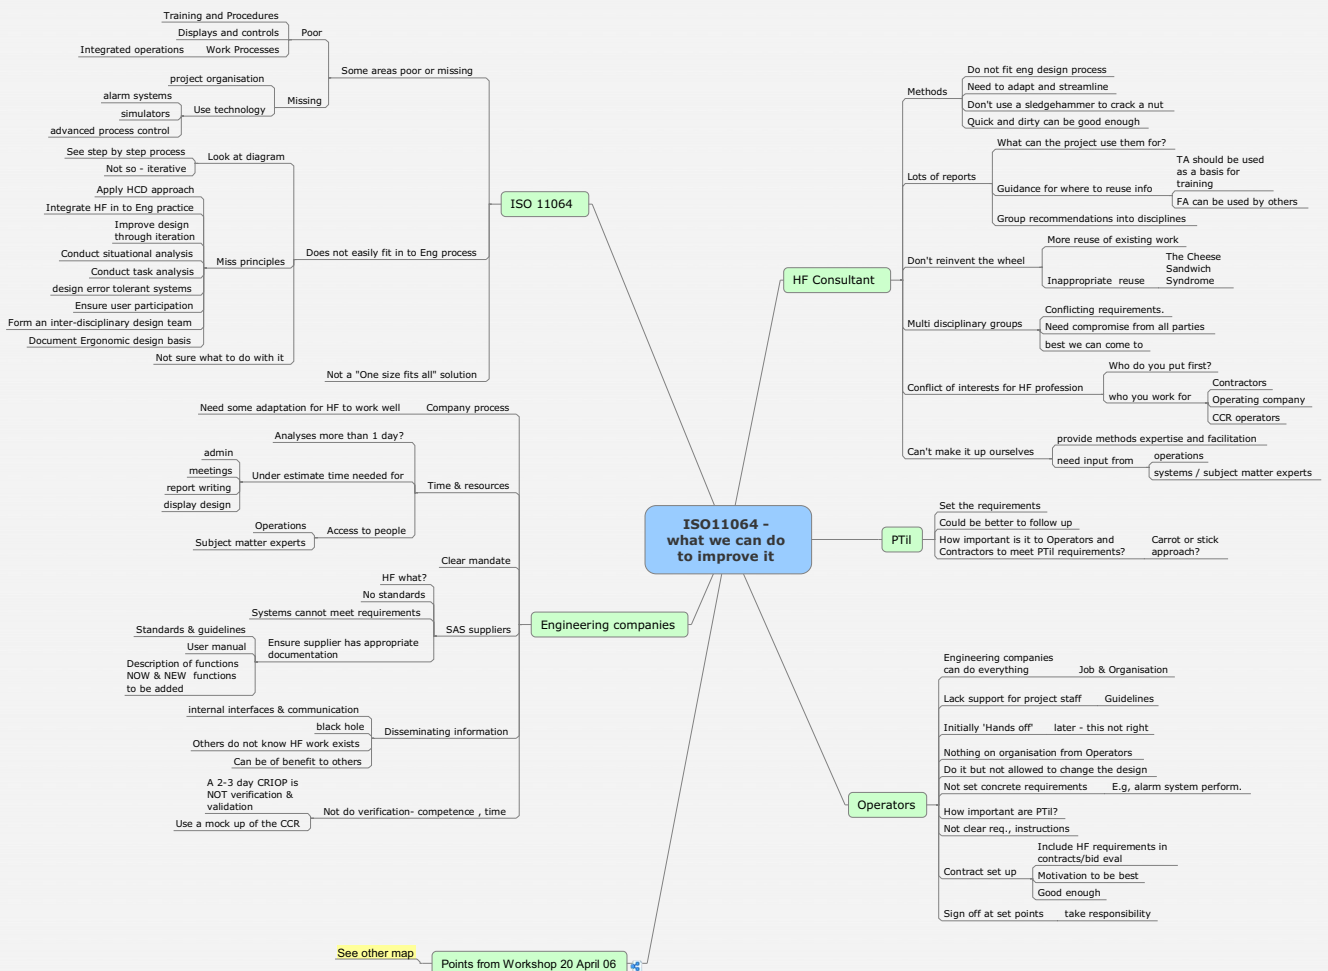 ISO11064 -
what we can do
to improve it
ISO 11064
Some areas poor or missing
Poor
Training and Procedures
Displays and controls
Work Processes
Integrated operations
Missing
project organisation
Use technology
alarm systems
simulators
advanced process control
Does not easily fit in to Eng process
Look at diagram
See step by step process
Not so - iterative
Miss principles
Apply HCD approach
Integrate HF in to Eng practice
Improve design
through iteration
Conduct situational analysis
Conduct task analysis
design error tolerant systems
Ensure user participation
Form an inter-disciplinary design team
Document Ergonomic design basis
Not sure what to do with it
Not a "One size fits all" solution
Engineering companies
Company process
Need some adaptation for HF to work well
Time & resources
Analyses more than 1 day?
Under estimate time needed for
admin
meetings
report writing
display design
Access to people
Operations
Subject matter experts
Clear mandate
SAS suppliers
HF what?
No standards
Systems cannot meet requirements
Ensure supplier has appropriate
documentation
Standards & guidelines
User manual
Description of functions
NOW & NEW functions
to be added
Disseminating information
internal interfaces & communication
black hole
Others do not know HF work exists
Can be of benefit to others
Not do verification- competence , time
A 2-3 day CRIOP is
NOT verification &
validation
Use a mock up of the CCR
Points from Workshop 20 April 06
See other map
HF Consultant
Methods
Do not fit eng design process
Need to adapt and streamline
Don't use a sledgehammer to crack a nut
Quick and dirty can be good enough
Lots of reports
What can the project use them for?
Guidance for where to reuse info
TA should be used
as a basis for
training
FA can be used by others
Group recommendations into disciplines
Don't reinvent the wheel
More reuse of existing work
Inappropriate reuse
The Cheese
Sandwich
Syndrome
Multi disciplinary groups
Conflicting requirements.
Need compromise from all parties
best we can come to
Conflict of interests for HF profession
Who do you put first?
who you work for
Contractors
Operating company
CCR operators
Can't make it up ourselves
provide methods expertise and facilitation
need input from
operations
systems / subject matter experts
PTil
Set the requirements
Could be better to follow up
How important is it to Operators and
Contractors to meet PTil requirements?
Carrot or stick
approach?
Operators
Engineering companies
can do everything
Job & Organisation
Lack support for project staff
Guidelines
Initially 'Hands off'
later - this not right
Nothing on organisation from Operators
Do it but not allowed to change the design
Not set concrete requirements
E.g, alarm system perform.
How important are PTil?
Not clear req., instructions
Contract set up
Include HF requirements in
contracts/bid eval
Motivation to be best
Good enough
Sign off at set points
take responsibility